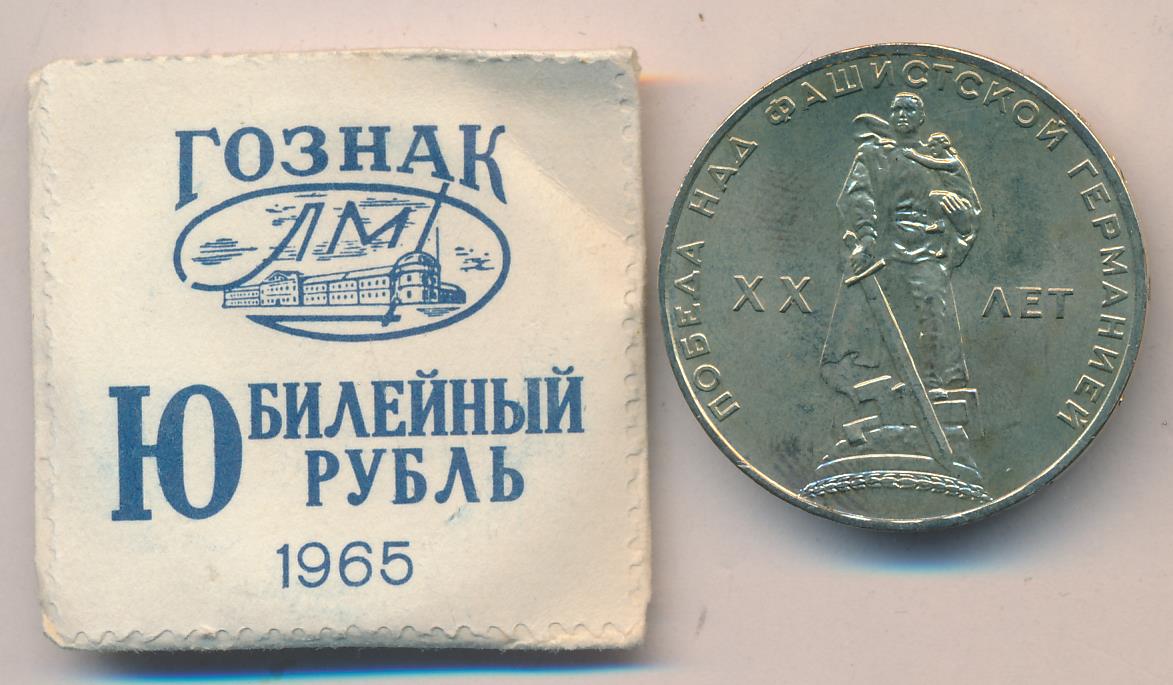 ГОЗНАК
ЛМ
ЮБИЛЕЙНЫЙ
РУБЛЬ
1965
ПОБЕДА НАД ФАШИСТСКОЙ ГЕРМАНИЕЙ
XX ЛЕТ